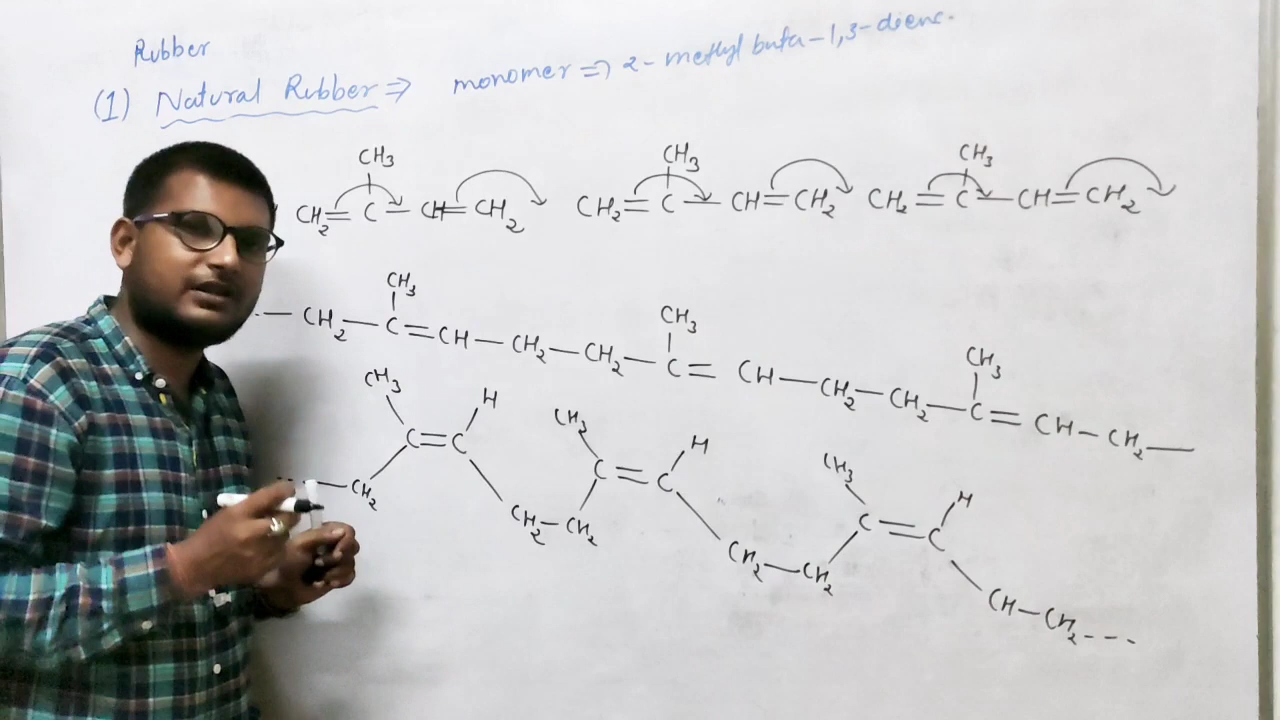 Rubber
(1) Natural Rubber ⇒ monomer ⇒ 2-methyl buta-1,3-diene.
CH3 CH3 CH3
CH2=C-CH=CH2 CH2=C-CH=CH2 CH2=C-CH=CH2
CH3 CH3 CH3
-CH2-C=CH-CH2-CH2-C=CH-CH2-CH2-C=CH-CH2-
CH3 H CH3 H CH3 H
C=C C=C C=C
-CH2 CH2-CH2 CH2-CH2 CH-CH2---